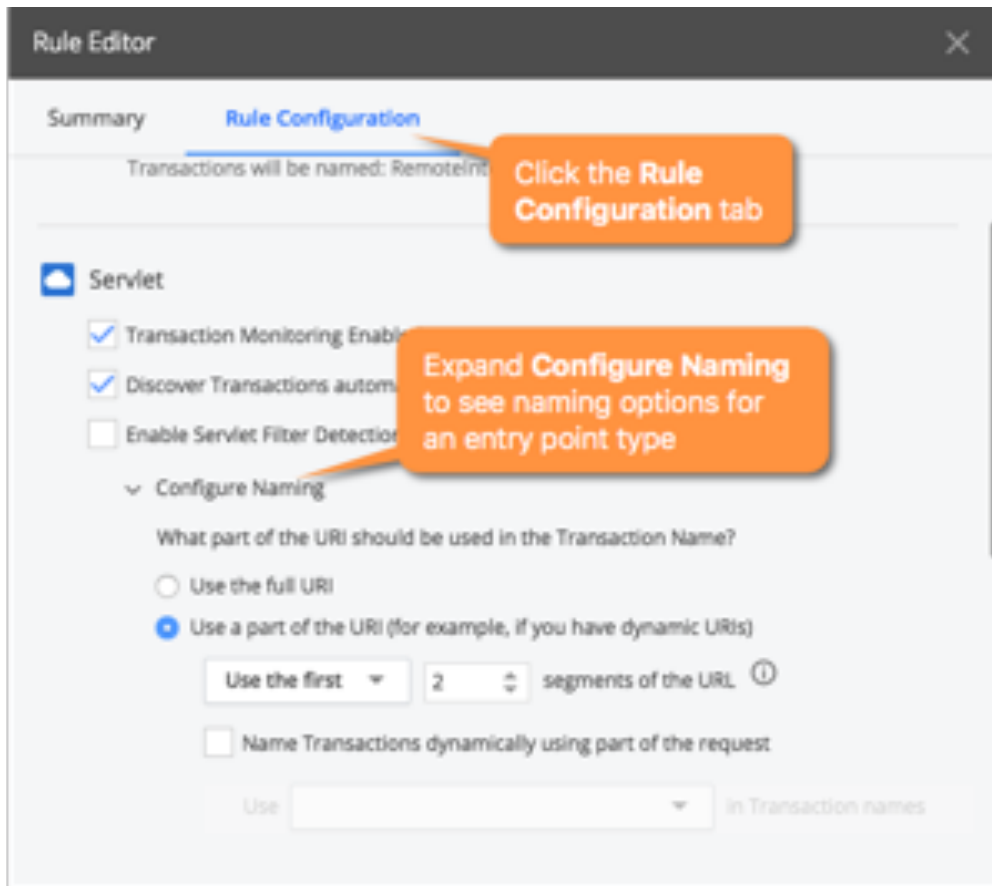 Rule Editor
Summary
Rule Configuration
Transactions will be named: RemoteInt
Click the Rule
Configuration tab
Servlet
Transaction Monitoring Enable
Discover Transactions automa
Enable Servlet Filter Detection
Expand Configure Naming
to see naming options for
an entry point type
Configure Naming
What part of the URI should be used in the Transaction Name?
Use the full URI
Use a part of the URI (for example, if you have dynamic URIs)
Use the first 2 segments of the URL
Name Transactions dynamically using part of the request
Use in Transaction names